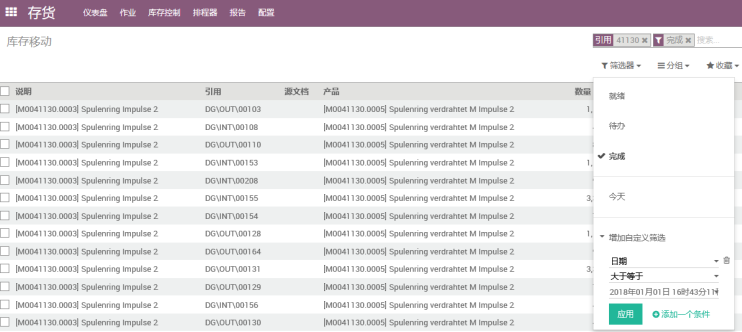 存货 仪表盘 作业 库存控制 排程器 报告 配置
库存移动
引用 41130 ✖ 完成 ✖ 搜索...
筛选器 分组 收藏
说明 引用 源文档 产品 数量
[M0041130.0003] Spulenring Impulse 2 DG\OUT\00103 [M0041130.0005] Spulenring verdrahtet M Impulse 2 1,
[M0041130.0003] Spulenring Impulse 2 DG\INT\00108 [M0041130.0005] Spulenring verdrahtet M Impulse 2
[M0041130.0003] Spulenring Impulse 2 DG\OUT\00110 [M0041130.0005] Spulenring verdrahtet M Impulse 2
[M0041130.0003] Spulenring Impulse 2 DG\INT\00153 [M0041130.0005] Spulenring verdrahtet M Impulse 2 1,
[M0041130.0003] Spulenring Impulse 2 DG\INT\00208 [M0041130.0005] Spulenring verdrahtet M Impulse 2
[M0041130.0003] Spulenring Impulse 2 DG\INT\00155 [M0041130.0005] Spulenring verdrahtet M Impulse 2 3,
[M0041130.0003] Spulenring Impulse 2 DG\INT\00154 [M0041130.0005] Spulenring verdrahtet M Impulse 2
[M0041130.0003] Spulenring Impulse 2 DG\OUT\00128 [M0041130.0005] Spulenring verdrahtet M Impulse 2 1,
[M0041130.0003] Spulenring Impulse 2 DG\OUT\00164 [M0041130.0005] Spulenring verdrahtet M Impulse 2
[M0041130.0003] Spulenring Impulse 2 DG\OUT\00131 [M0041130.0005] Spulenring verdrahtet M Impulse 2 3,
[M0041130.0003] Spulenring Impulse 2 DG\OUT\00129 [M0041130.0005] Spulenring verdrahtet M Impulse 2
[M0041130.0003] Spulenring Impulse 2 DG\INT\00156 [M0041130.0005] Spulenring verdrahtet M Impulse 2
[M0041130.0003] Spulenring Impulse 2 DG\OUT\00130 [M0041130.0005] Spulenring verdrahtet M Impulse 2
就绪
待办
完成
今天
增加自定义筛选
日期
大于等于
2018年01月01日 16时43分11
应用 添加一个条件